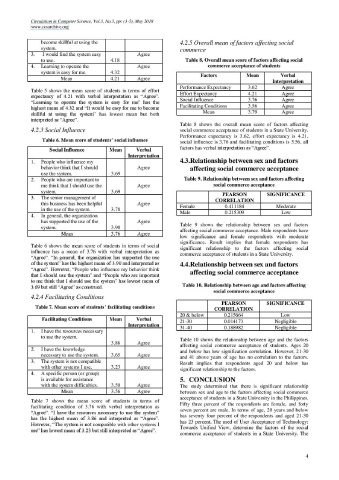 Circulation in Computer Science, Vol.3, No.5, pp: (1-5), May 2018
www.ccsarchive.org
become skillful at using the
system.
3. I would find the system easy
to use. 4.18 Agree
4. Learning to operate the
system is easy for me. 4.32 Agree
Mean 4.21 Agree
Table 5 shows the mean score of students in terms of effort
expectancy of 4.21 with verbal interpretation as "Agree".
"Learning to operate the system is easy for me" has the
highest mean of 4.32 and "It would be easy for me to become
skillful at using the system" has lowest mean but both
interpreted as "Agree".
4.2.3 Social Influence
Table 6. Mean score of students' social influence
Social Influence Mean Verbal
Interpretation
1. People who influence my
behavior think that I should
use the system. 3.69 Agree
2. People who are important to
me think that I should use the
system. 3.69 Agree
3. The senior management of
this business has been helpful
in the use of the system. 3.78 Agree
4. In general, the organization
has supported the use of the
system. 3.90 Agree
Mean 3.76 Agree
Table 6 shows the mean score of students in terms of social
influence has a mean of 3.76 with verbal interpretation as
"Agree". "In general, the organization has supported the use
of the system" has the highest mean of 3.90 and interpreted as
"Agree". However, "People who influence my behavior think
that I should use the system" and "People who are important
to me think that I should use the system" has lowest mean of
3.69 but still "Agree" as construed.
4.2.4 Facilitating Conditions
Table 7. Mean score of students' facilitating conditions
Facilitating Conditions Mean Verbal
Interpretation
1. I have the resources necessary
to use the system. 3.86 Agree
2. I have the knowledge
necessary to use the system. 3.65 Agree
3. The system is not compatible
with other systems I use. 3.23 Agree
4. A specific person (or group)
is available for assistance
with the system difficulties. 3.50 Agree
Mean 3.56 Agree
Table 7 shows the mean score of students in terms of
facilitating condition of 3.76 with verbal interpretation as
"Agree". "I have the resources necessary to use the system"
has the highest mean of 3.86 and interpreted as "Agree".
However, "The system is not compatible with other systems I
use" has lowest mean of 3.23 but still interpreted as "Agree".
4.2.5 Overall mean of factors affecting social
commerce
Table 8. Overall mean score of factors affecting social
commerce acceptance of students
Factors Mean Verbal
Interpretation
Performance Expectancy 3.62 Agree
Effort Expectancy 4.21 Agree
Social Influence 3.76 Agree
Facilitating Conditions 3.56 Agree
Mean 3.79 Agree
Table 8 shows the overall mean score of factors affecting
social commerce acceptance of students in a State University.
Performance expectancy is 3.62, effort expectancy is 4.21,
social influence is 3.76 and facilitating conditions is 3.56, all
factors has verbal interpretation as "Agree".
4.3.Relationship between sex and factors
affecting social commerce acceptance
Table 9. Relationship between sex and factors affecting
social commerce acceptance
PEARSON
CORRELATION SIGNIFICANCE
Female Moderate
Male Low
Table 9 shows the relationship between sex and factors
affecting social commerce acceptance. Male respondents have
low significance and female respondents with moderate
significance. Result implies that female respondents has
significant relationship to the factors affecting social
commerce acceptance of students in a State University.
4.4.Relationship between sex and factors
affecting social commerce acceptance
Table 10. Relationship between age and factors affecting
social commerce acceptance
PEARSON
CORRELATION SIGNIFICANCE
20 & below Low
21-30 Negligible
31-40 Negligible
Table 10 shows the relationship between age and the factors
affecting social commerce acceptance of students. Ages 20
and below has low signification correlation. However, 21-30
and 41 above years of age has no correlation to the factors.
Result implies that respondents aged 20 and below has
significant relationship to the factors.
5. CONCLUSION
The study determined that there is significant relationship
between sex and age to the factors affecting social commerce
acceptance of students in a State University in the Philippines.
Fifty three percent of the respondents are female, and forty
seven percent are male. In terms of age, 20 years and below
has seventy four percent of the respondents and aged 21-30
has 23 percent. The used of User Acceptance of Technology:
Towards Unified View, determine the factors of the social
commerce acceptance of students in a State University. The
4